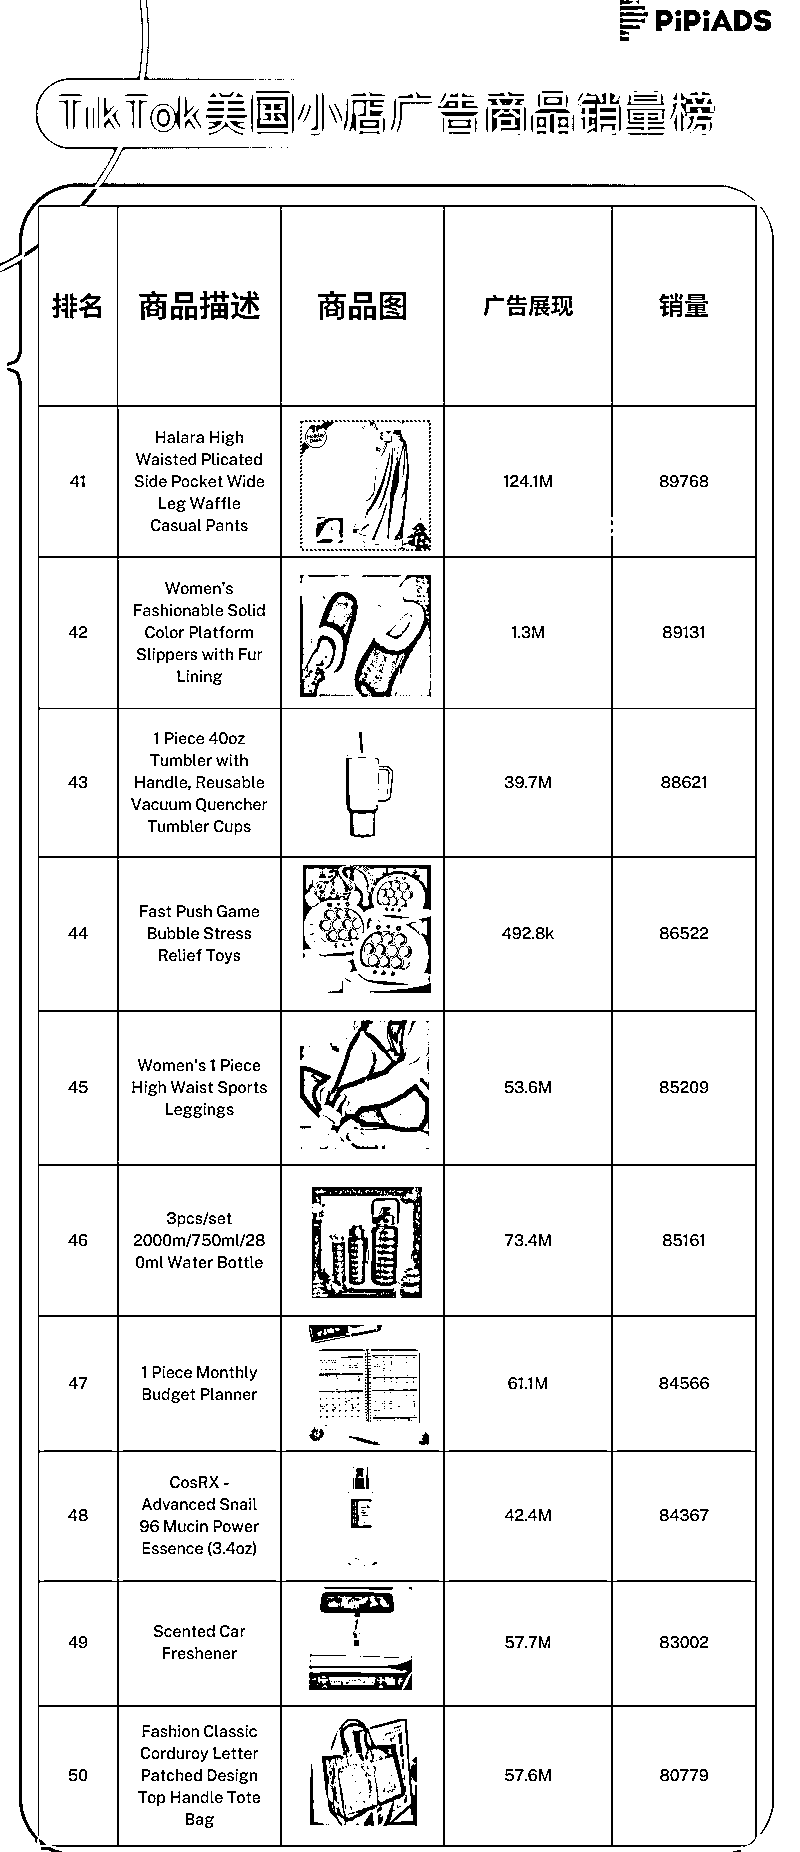 PiPiADS
TikTok美国小店广告商品销量榜
排名
商品描述
商品图
广告展现
销量
41
Halara High
Waisted Plicated
Side Pocket Wide
Leg Waffle
Casual Pants
124.1M
89768
42
Women's
Fashionable Solid
Color Platform
Slippers with Fur
Lining
1.3M
89131
43
1 Piece 40oz
Tumbler with
Handle, Reusable
Vacuum Quencher
Tumbler Cups
39.7M
88621
44
Fast Push Game
Bubble Stress
Relief Toys
492.8k
86522
45
Women's 1 Piece
High Waist Sports
Leggings
53.6M
85209
46
3pcs/set
2000m/750ml/28
0ml Water Bottle
73.4M
85161
47
1 Piece Monthly
Budget Planner
61.1M
84566
48
CosRX -
Advanced Snail
96 Mucin Power
Essence (3.4oz)
42.4M
84367
49
Scented Car
Freshener
57.7M
83002
50
Fashion Classic
Corduroy Letter
Patched Design
Top Handle Tote
Bag
57.6M
80779